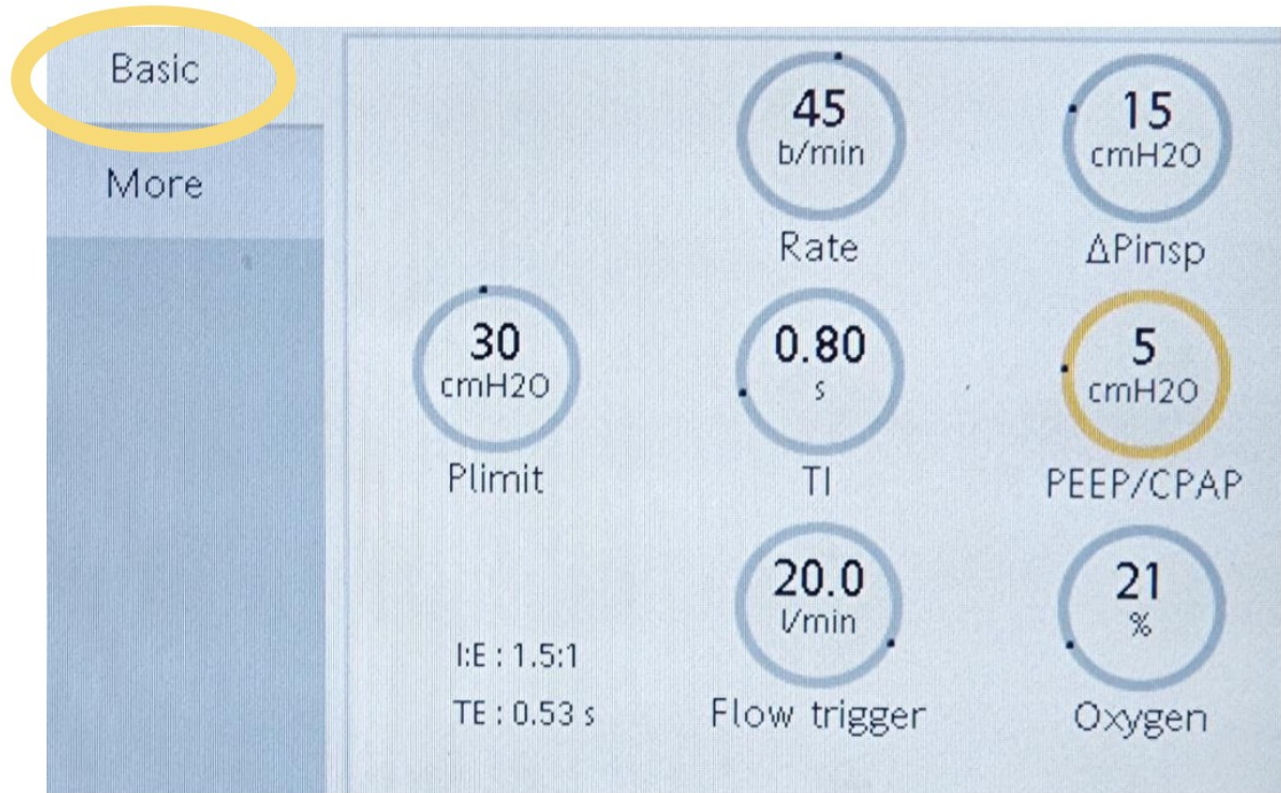 Basic
More
45
b/min
Rate
15
cmH2O
ΔPinsp
30
cmH2O
Plimit
0.80
s
TI
5
cmH2O
PEEP/CPAP
I:E : 1.5:1
TE : 0.53 s
20.0
l/min
Flow trigger
21
%
Oxygen